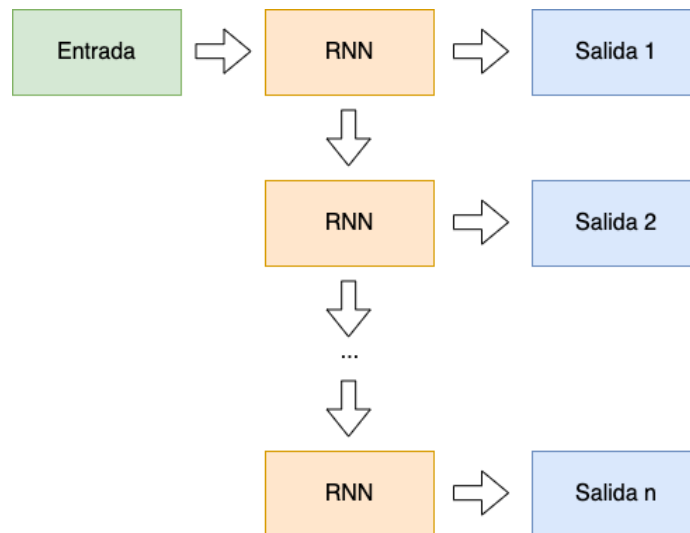 Entrada
RNN
Salida 1
RNN
Salida 2
...
RNN
Salida n